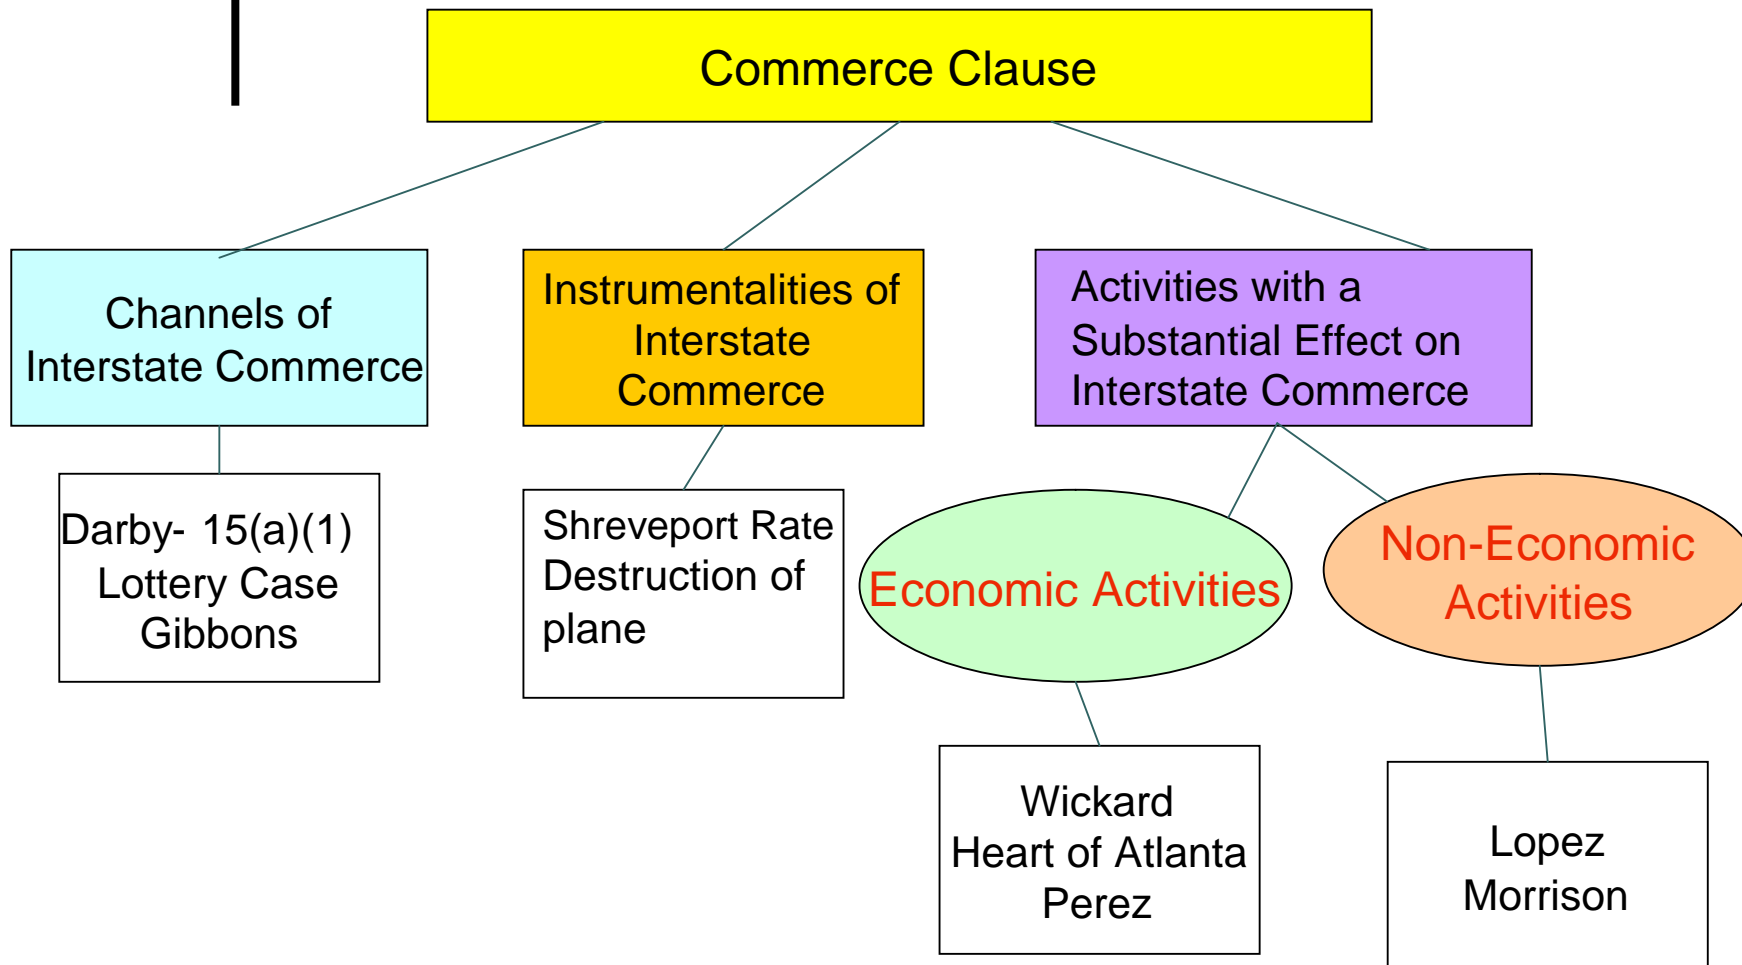 Commerce Clause
Channels of
Interstate Commerce
Instrumentalities of
Interstate
Commerce
Activities with a
Substantial Effect on
Interstate Commerce
Darby- 15(a)(1)
Lottery Case
Gibbons
Shreveport Rate
Destruction of
plane
Economic Activities
Non-Economic
Activities
Wickard
Heart of Atlanta
Perez
Lopez
Morrison